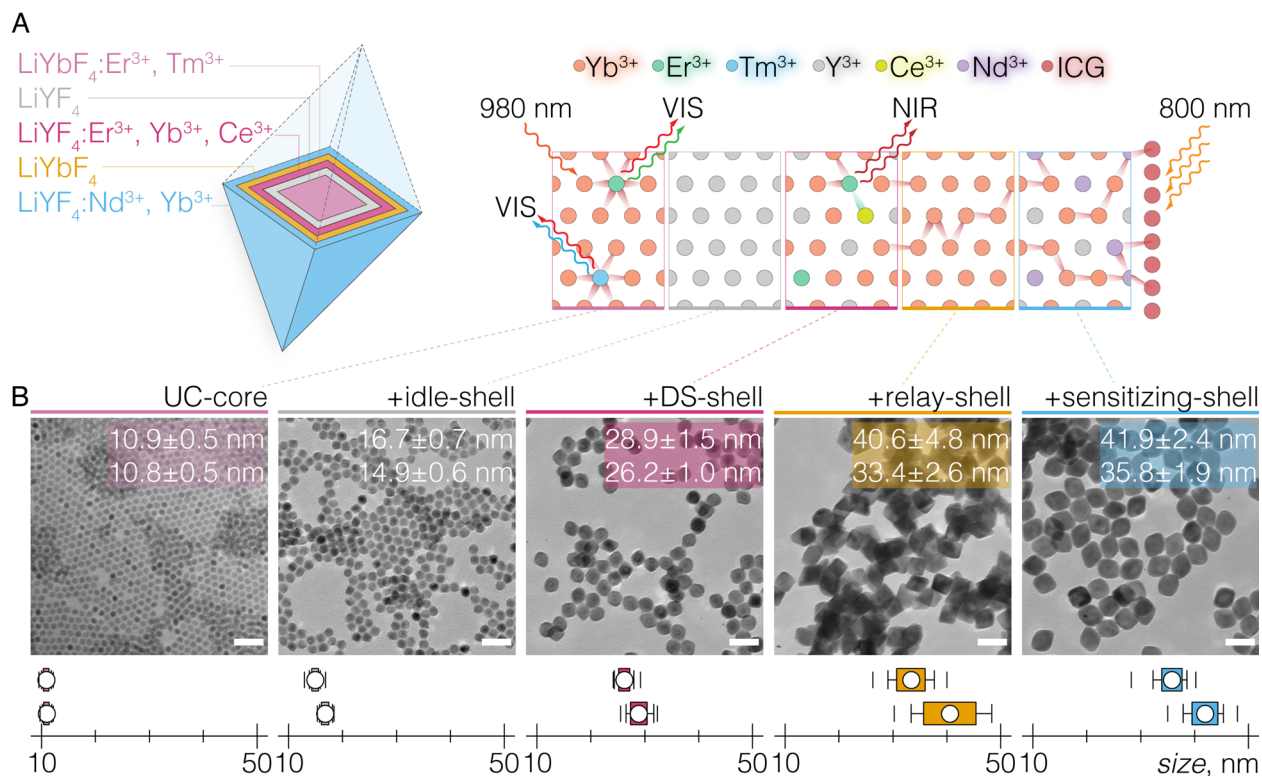 A
LiYbF4:Er3+, Tm3+
LiYF4
LiYF4:Er3+, Yb3+, Ce3+
LiYbF4
LiYF4:Nd3+, Yb3+
Yb3+ Er3+ Tm3+ Y3+ Ce3+ Nd3+ ICG
980 nm VIS NIR 800 nm
VIS
B
UC-core +idle-shell +DS-shell +relay-shell +sensitizing-shell
10.9±0.5 nm 16.7±0.7 nm 28.9±1.5 nm 40.6±4.8 nm 41.9±2.4 nm
10.8±0.5 nm 14.9±0.6 nm 26.2±1.0 nm 33.4±2.6 nm 35.8±1.9 nm
10 50 10 50 10 50 10 50 10 size, nm